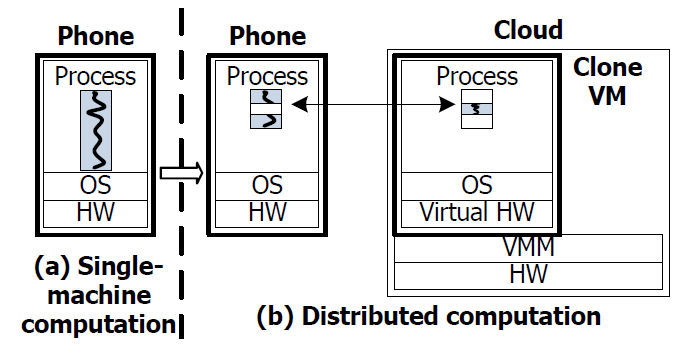 Phone
Process
OS
HW
(a) Single-
machine
computation
Phone
Process
OS
HW
Cloud
Clone
VM
Process
OS
Virtual HW
VMM
HW
(b) Distributed computation